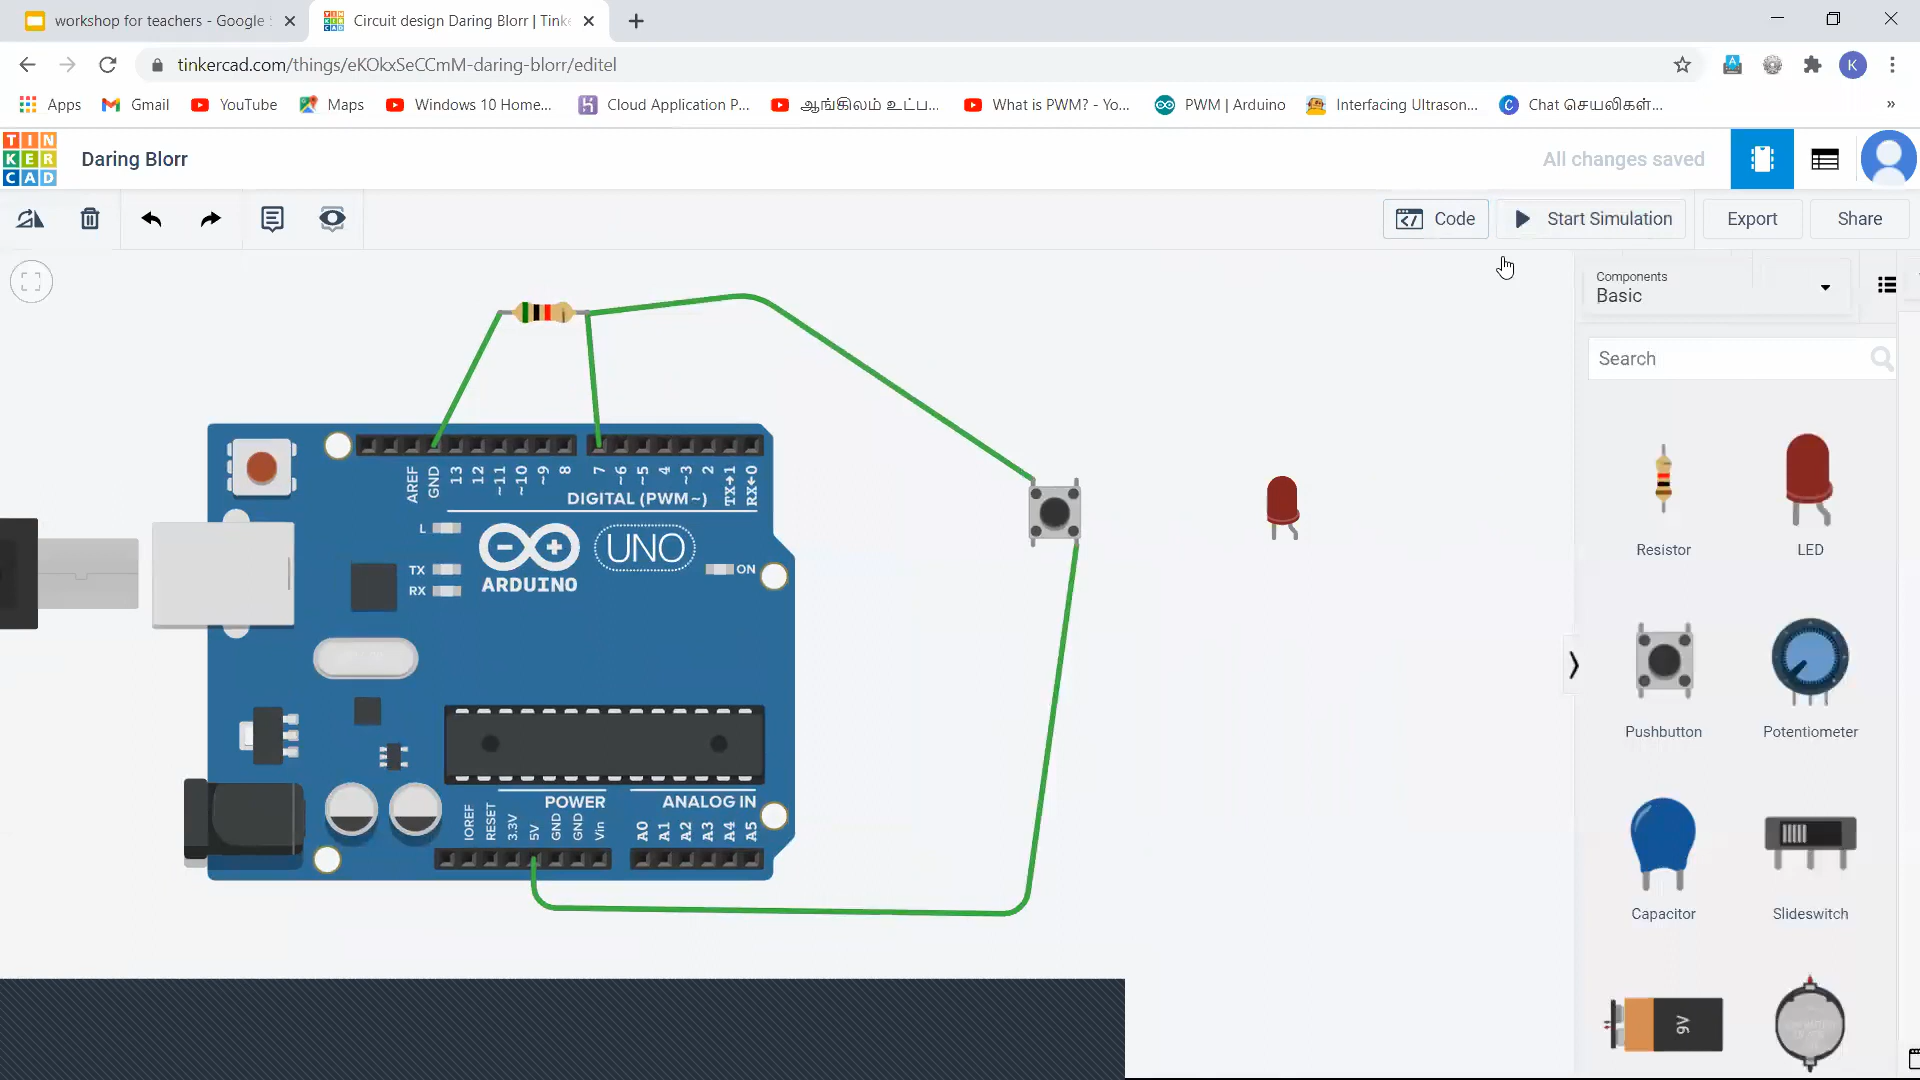 workshop for teachers - Google S
Circuit design Daring Blorr | Tinke
tinkercad.com/things/eKOkxSeCCmM-daring-blorr/editel
K
Apps
Gmail
YouTube
Maps
Windows 10 Home...
Cloud Application P...
ஆங்கிலம் உட்ப...
What is PWM? - Yo...
PWM | Arduino
Interfacing Ultrason...
Chat செயலிகள்...
TIN
KER
CAD
Daring Blorr
All changes saved
Code
Start Simulation
Export
Share
Components
Basic
Search
Resistor
LED
Pushbutton
Potentiometer
Capacitor
Slideswitch
9V
AREF
GND
13
12
~11
~10
~9
8
7
~6
~5
4
~3
2
TX→1
RX←0
DIGITAL (PWM~)
L
TX
RX
ARDUINO
UNO
ON
POWER
ANALOG IN
IOREF
RESET
3.3V
5V
GND
GND
Vin
A0
A1
A2
A3
A4
A5